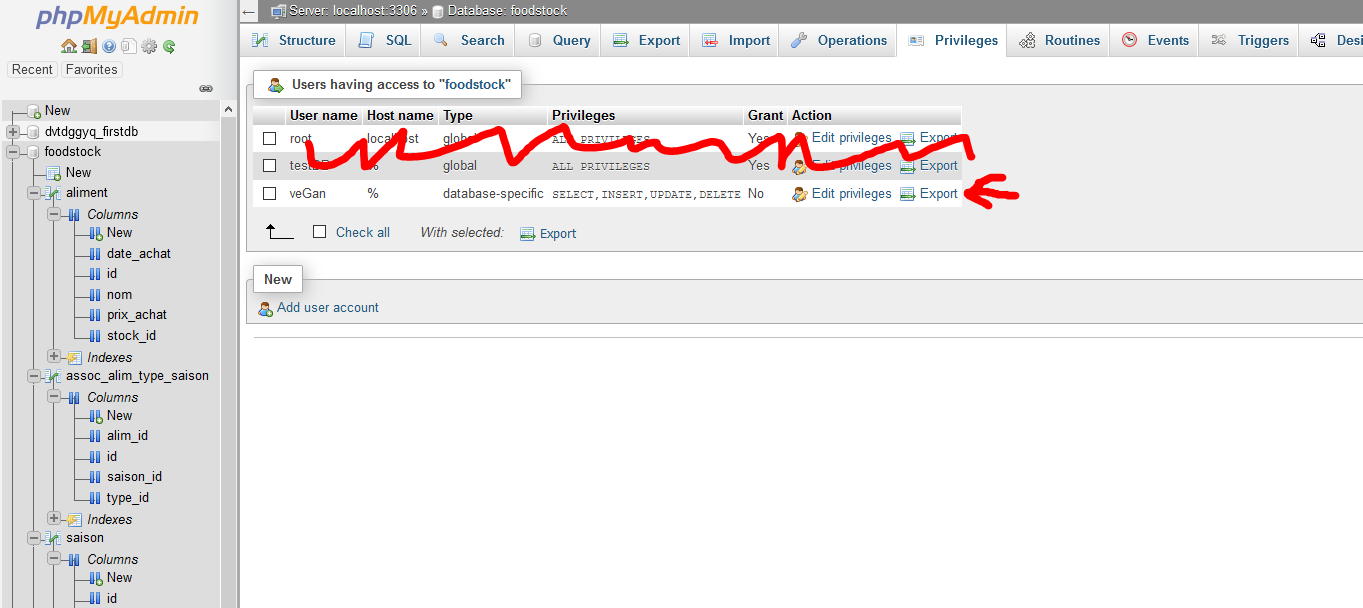 phpMyAdmin
Recent Favorites
New
dvtdggyq_firstdb
foodstock
New
aliment
Columns
New
date_achat
id
nom
prix_achat
stock_id
Indexes
assoc_alim_type_saison
Columns
New
alim_id
id
saison_id
type_id
Indexes
saison
Columns
New
id
Server: localhost:3306 » Database: foodstock
Structure SQL Search Query Export Import Operations Privileges Routines Events Triggers Desi
Users having access to "foodstock"
User name Host name Type Privileges Grant Action
root localhost global ALL PRIVILEGES Yes Edit privileges Export
% global ALL PRIVILEGES Yes Edit privileges Export
veGan % database-specific SELECT, INSERT, UPDATE, DELETE No Edit privileges Export
Check all With selected: Export
New
Add user account